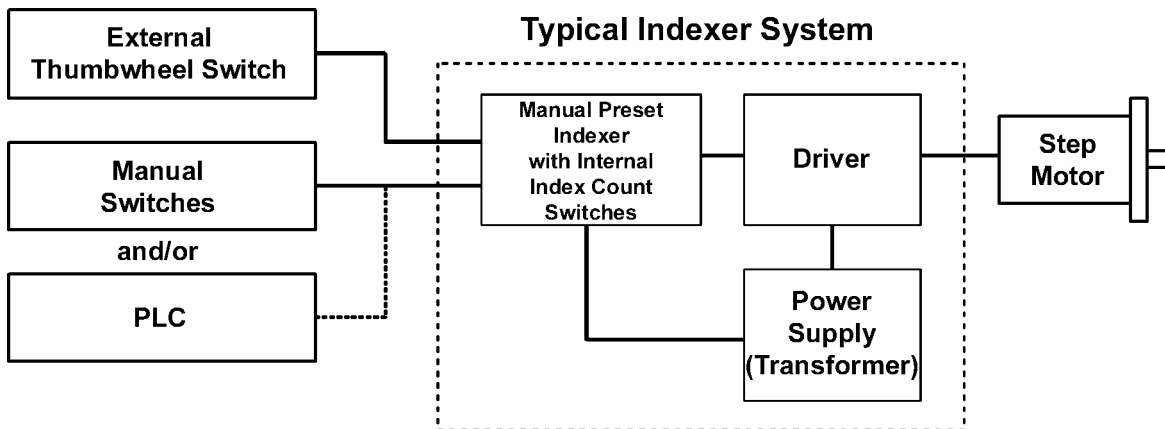 Typical Indexer System
External
Thumbwheel Switch
Manual
Switches
and/or
PLC
Manual Preset
Indexer
with Internal
Index Count
Switches
Driver
Power
Supply
(Transformer)
Step
Motor